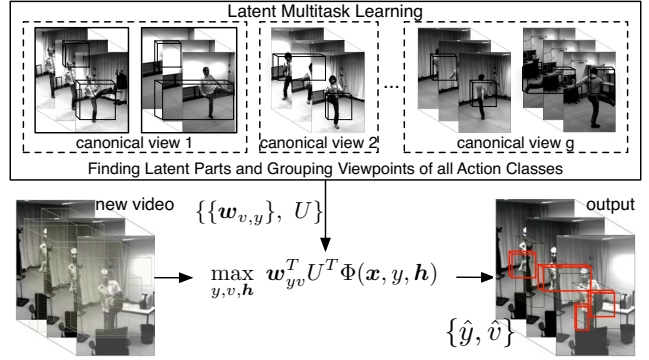 Latent Multitask Learning
...
canonical view 1
canonical view 2
canonical view g
Finding Latent Parts and Grouping Viewpoints of all Action Classes
new video
{{w_{v,y}}, U}
output
max_{y,v,h} w_{yv}^T U^T Φ(x, y, h)
{ŷ, v̂}